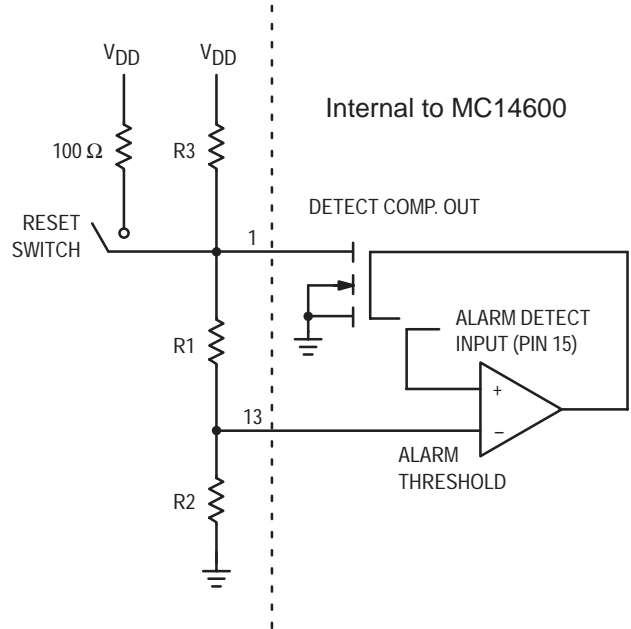 VDD
VDD
Internal to MC14600
100 Ω
R3
DETECT COMP. OUT
RESET
SWITCH
1
ALARM DETECT
INPUT (PIN 15)
R1
+
13
−
ALARM
THRESHOLD
R2